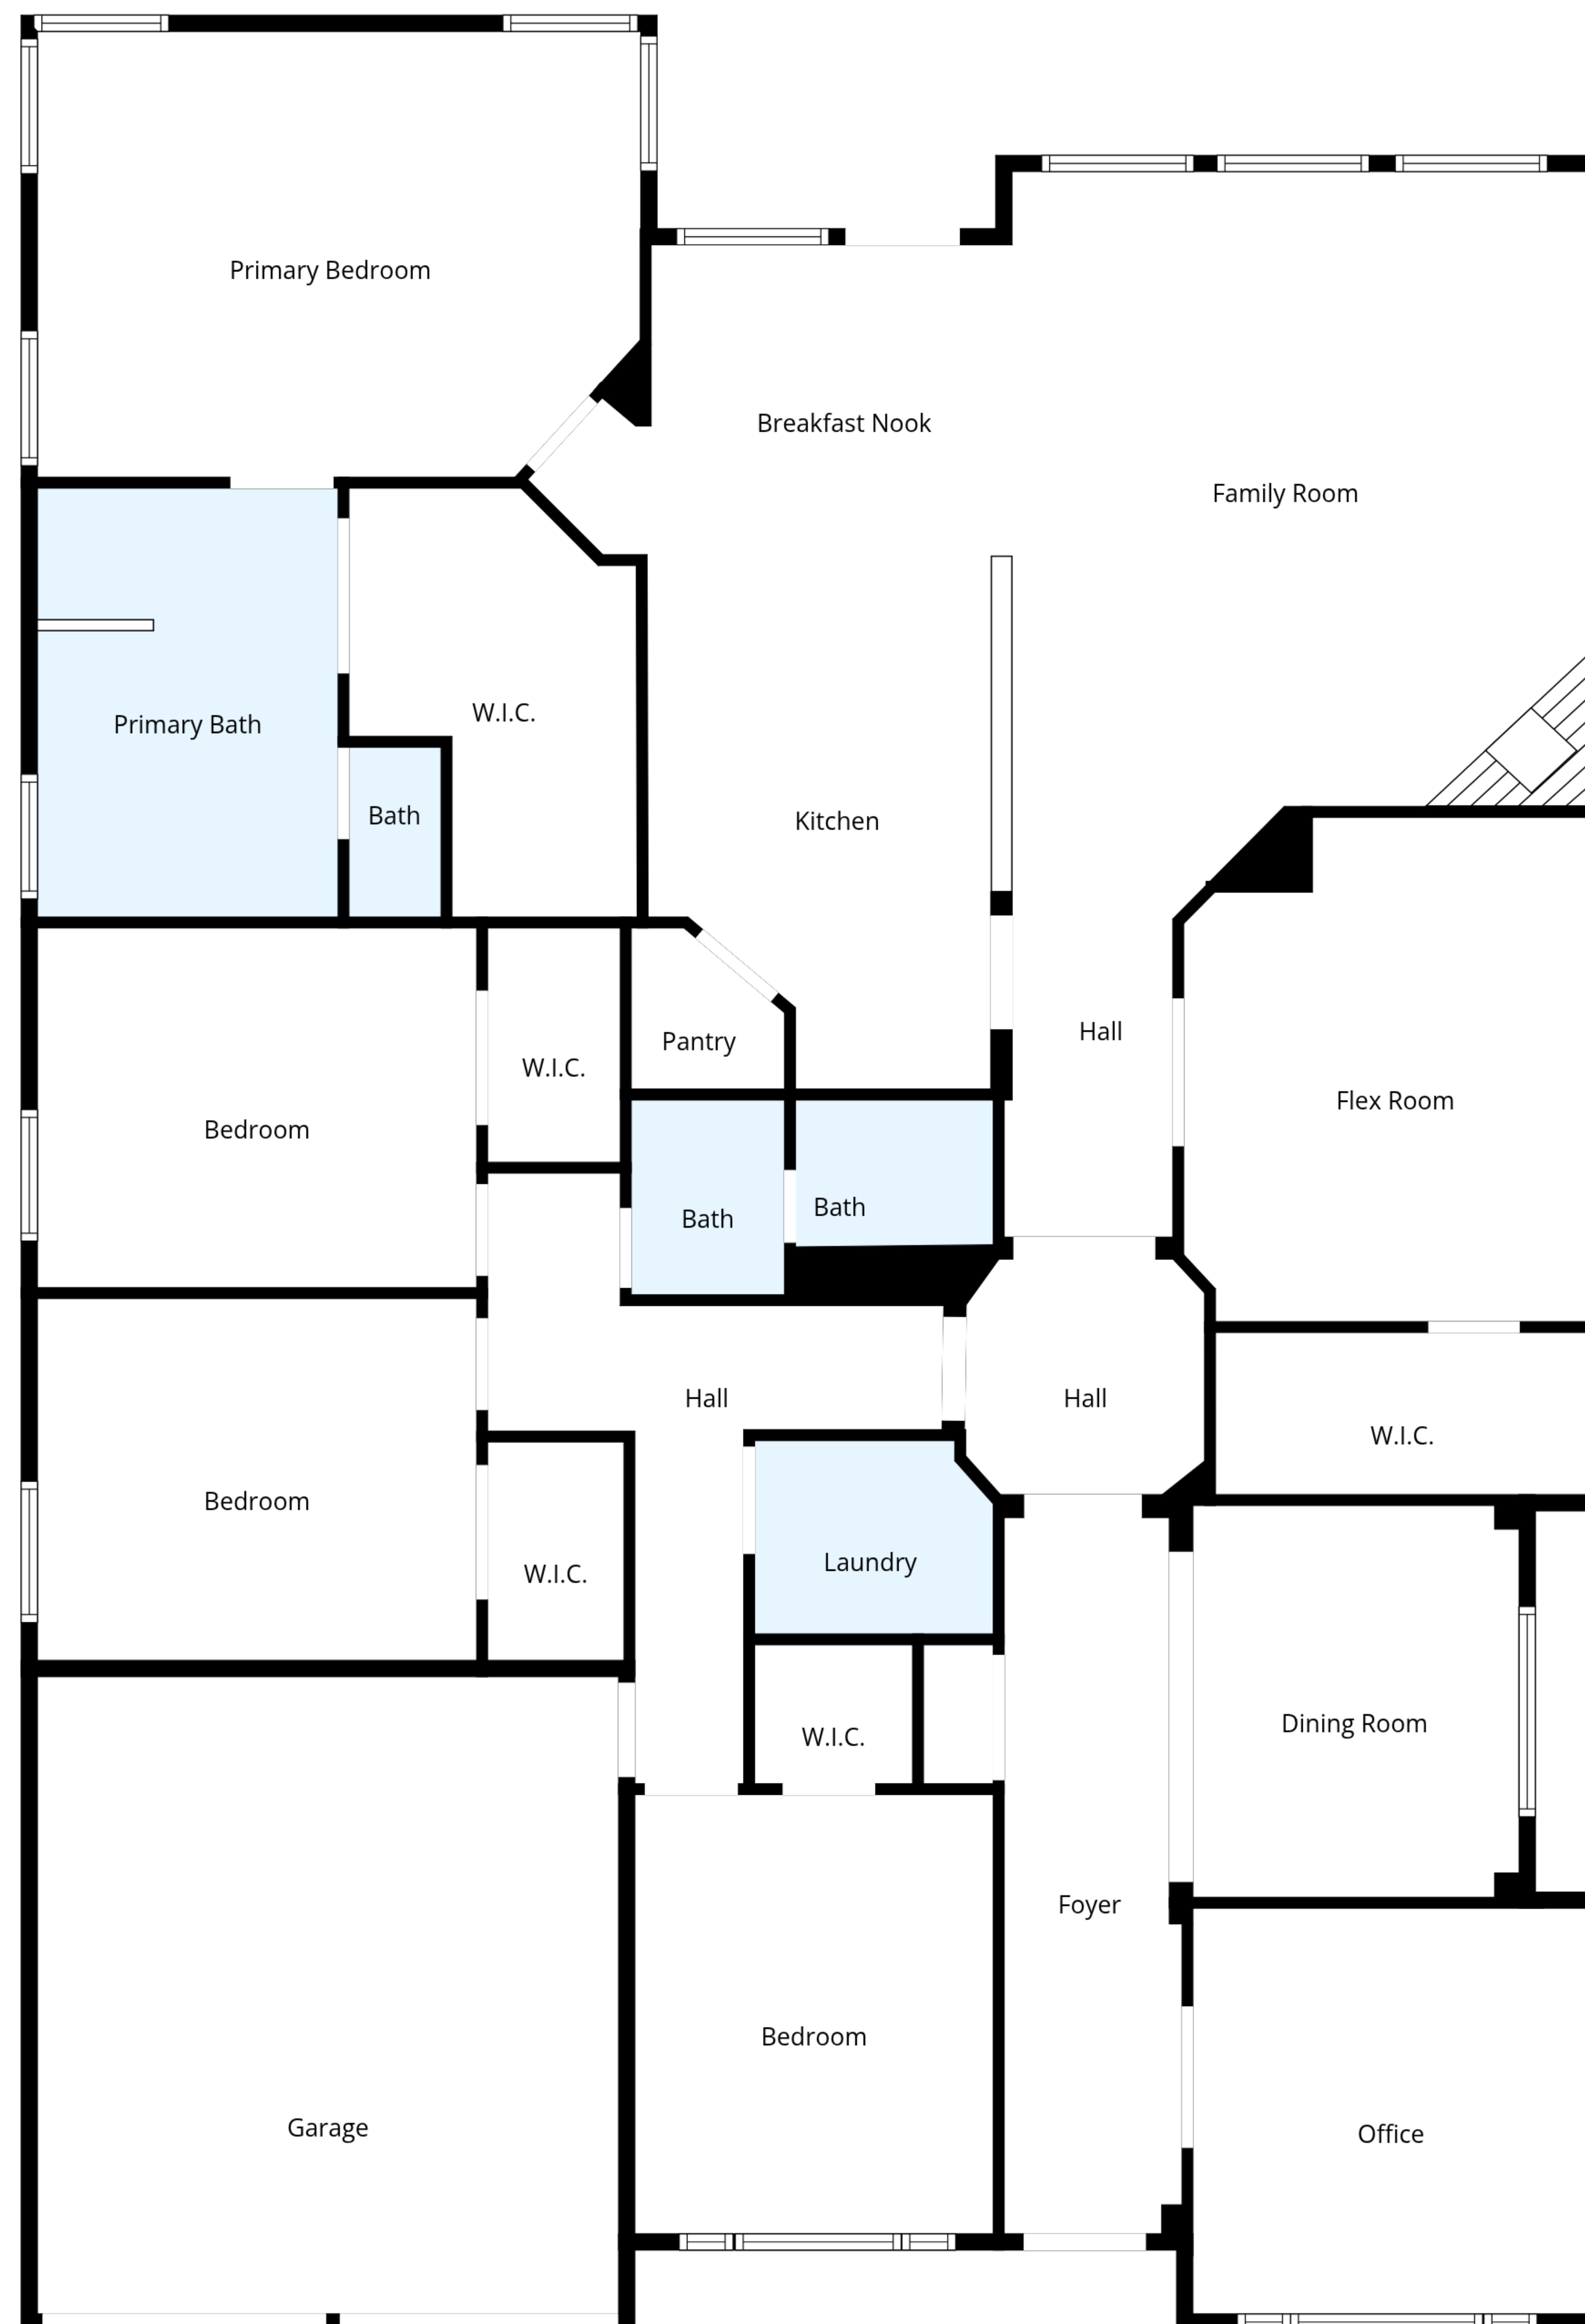 Primary Bedroom
Breakfast Nook
Family Room
W.I.C.
Primary Bath
Bath
Kitchen
Hall
Pantry
W.I.C.
Flex Room
Bedroom
Bath
Bath
Hall
Hall
W.I.C.
Bedroom
Laundry
W.I.C.
Dining Room
W.I.C.
Foyer
Bedroom
Garage
Office